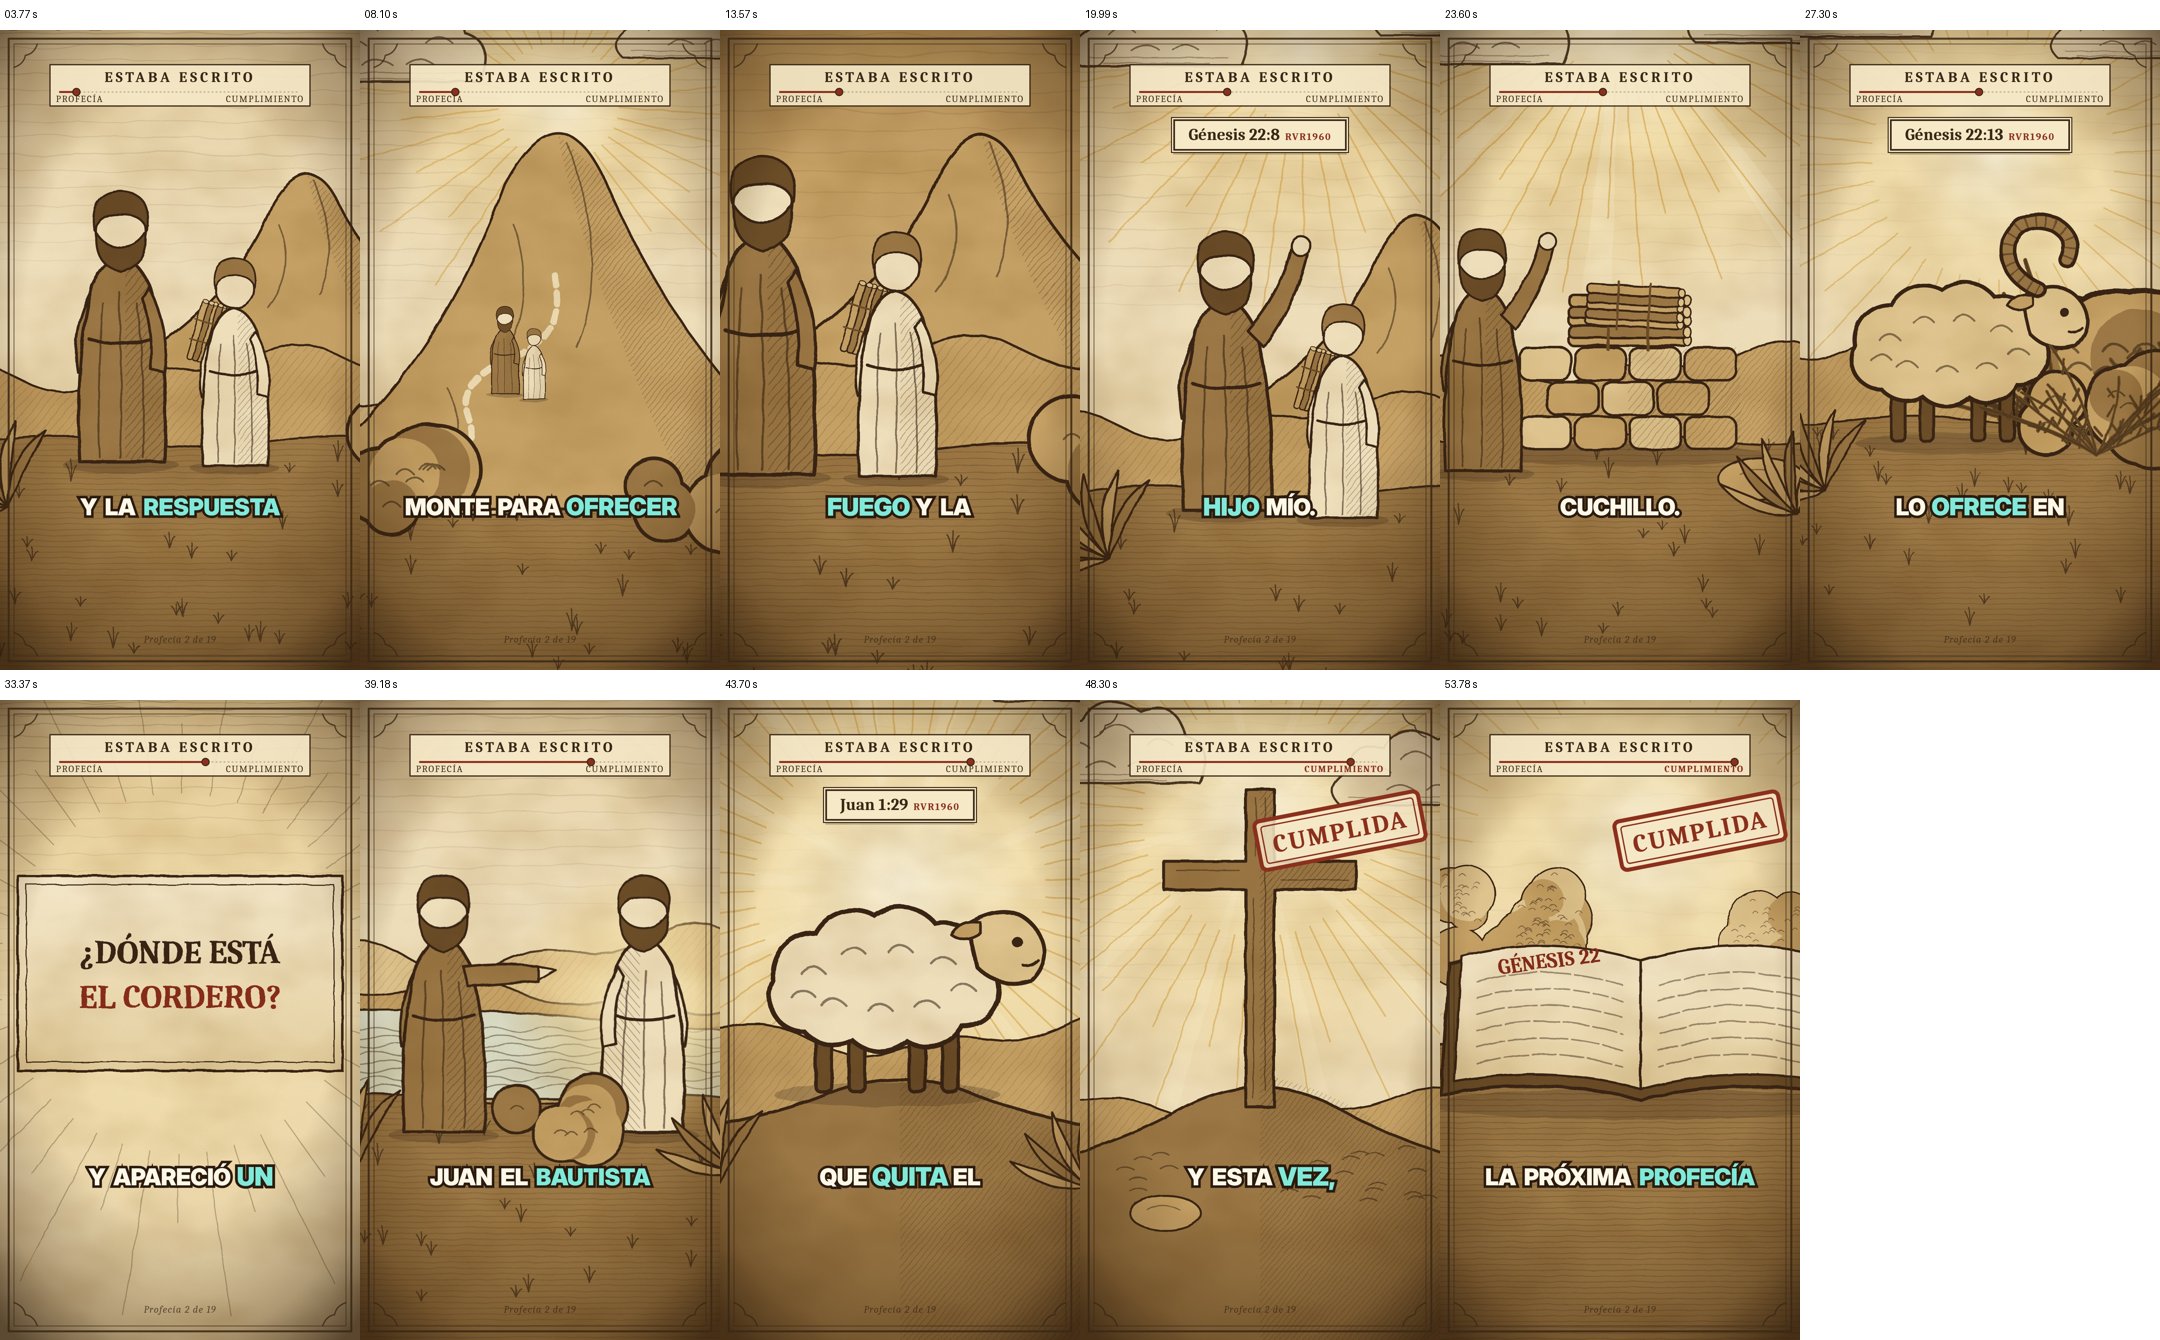 03.77 s
ESTABA ESCRITO
PROFECÍA CUMPLIMIENTO
Y LA RESPUESTA
Profecía 2 de 19
08.10 s
ESTABA ESCRITO
PROFECÍA CUMPLIMIENTO
MONTE PARA OFRECER
Profecía 2 de 19
13.57 s
ESTABA ESCRITO
PROFECÍA CUMPLIMIENTO
FUEGO Y LA
Profecía 2 de 19
19.99 s
ESTABA ESCRITO
PROFECÍA CUMPLIMIENTO
Génesis 22:8 RVR1960
HIJO MÍO.
Profecía 2 de 19
23.60 s
ESTABA ESCRITO
PROFECÍA CUMPLIMIENTO
CUCHILLO.
Profecía 2 de 19
27.30 s
ESTABA ESCRITO
PROFECÍA CUMPLIMIENTO
Génesis 22:13 RVR1960
LO OFRECE EN
Profecía 2 de 19
33.37 s
ESTABA ESCRITO
PROFECÍA CUMPLIMIENTO
¿DÓNDE ESTÁ
EL CORDERO?
Y APARECIÓ UN
Profecía 2 de 19
39.18 s
ESTABA ESCRITO
PROFECÍA CUMPLIMIENTO
JUAN EL BAUTISTA
Profecía 2 de 19
43.70 s
ESTABA ESCRITO
PROFECÍA CUMPLIMIENTO
Juan 1:29 RVR1960
QUE QUITA EL
Profecía 2 de 19
48.30 s
ESTABA ESCRITO
PROFECÍA CUMPLIMIENTO
CUMPLIDA
Y ESTA VEZ,
Profecía 2 de 19
53.78 s
ESTABA ESCRITO
PROFECÍA CUMPLIMIENTO
CUMPLIDA
GÉNESIS 22
LA PRÓXIMA PROFECÍA
Profecía 2 de 19